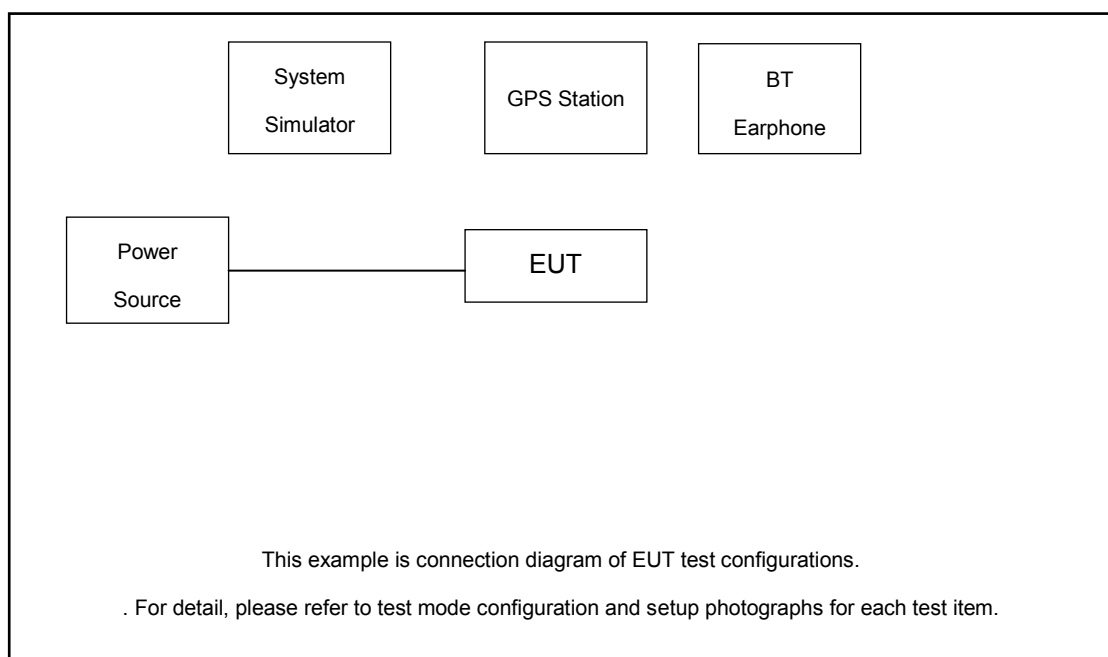 System
Simulator
GPS Station
BT
Earphone
Power
Source
EUT
This example is connection diagram of EUT test configurations.
. For detail, please refer to test mode configuration and setup photographs for each test item.